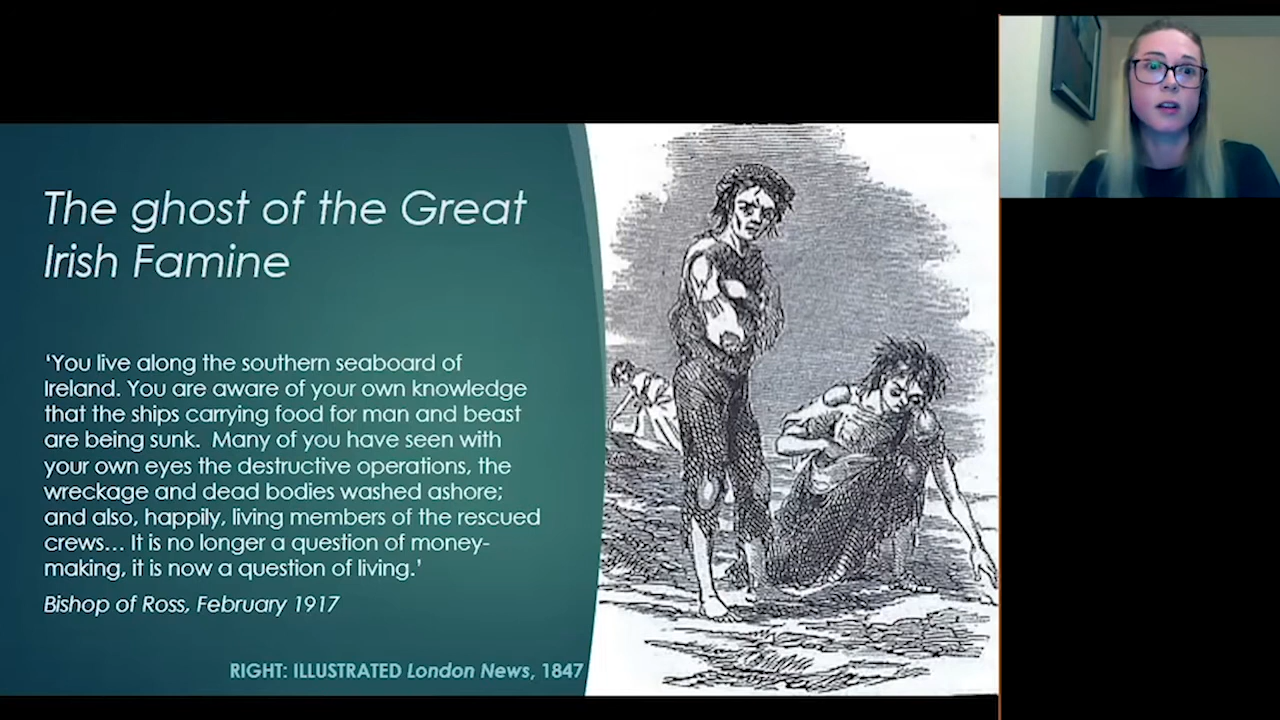 The ghost of the Great
Irish Famine
‘You live along the southern seaboard of
Ireland. You are aware of your own knowledge
that the ships carrying food for man and beast
are being sunk.  Many of you have seen with
your own eyes the destructive operations, the
wreckage and dead bodies washed ashore;
and also, happily, living members of the rescued
crews… It is no longer a question of money-
making, it is now a question of living.’
Bishop of Ross, February 1917
RIGHT: ILLUSTRATED London News, 1847